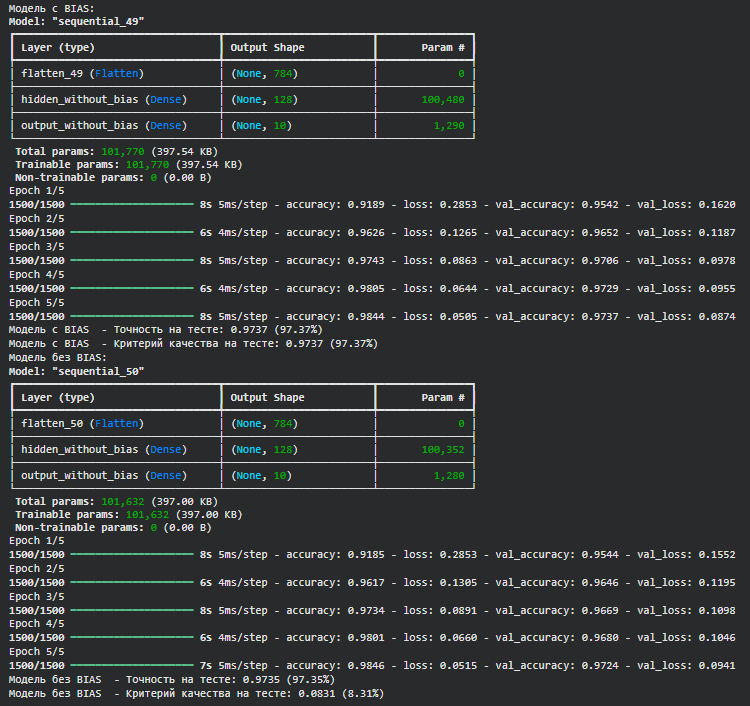 Модель с BIAS:
Model: "sequential_49"
Layer (type) Output Shape Param #
flatten_49 (Flatten) (None, 784) 0
hidden_without_bias (Dense) (None, 128) 100,480
output_without_bias (Dense) (None, 10) 1,290
Total params: 101,770 (397.54 KB)
Trainable params: 101,770 (397.54 KB)
Non-trainable params: 0 (0.00 B)
Epoch 1/5
1500/1500 8s 5ms/step - accuracy: 0.9189 - loss: 0.2853 - val_accuracy: 0.9542 - val_loss: 0.1620
Epoch 2/5
1500/1500 6s 4ms/step - accuracy: 0.9626 - loss: 0.1265 - val_accuracy: 0.9652 - val_loss: 0.1187
Epoch 3/5
1500/1500 8s 5ms/step - accuracy: 0.9743 - loss: 0.0863 - val_accuracy: 0.9706 - val_loss: 0.0978
Epoch 4/5
1500/1500 6s 4ms/step - accuracy: 0.9805 - loss: 0.0644 - val_accuracy: 0.9729 - val_loss: 0.0955
Epoch 5/5
1500/1500 8s 5ms/step - accuracy: 0.9844 - loss: 0.0505 - val_accuracy: 0.9737 - val_loss: 0.0874
Модель с BIAS - Точность на тесте: 0.9737 (97.37%)
Модель с BIAS - Критерий качества на тесте: 0.9737 (97.37%)
Модель без BIAS:
Model: "sequential_50"
Layer (type) Output Shape Param #
flatten_50 (Flatten) (None, 784) 0
hidden_without_bias (Dense) (None, 128) 100,352
output_without_bias (Dense) (None, 10) 1,280
Total params: 101,632 (397.00 KB)
Trainable params: 101,632 (397.00 KB)
Non-trainable params: 0 (0.00 B)
Epoch 1/5
1500/1500 8s 5ms/step - accuracy: 0.9185 - loss: 0.2853 - val_accuracy: 0.9544 - val_loss: 0.1552
Epoch 2/5
1500/1500 6s 4ms/step - accuracy: 0.9617 - loss: 0.1305 - val_accuracy: 0.9646 - val_loss: 0.1195
Epoch 3/5
1500/1500 8s 5ms/step - accuracy: 0.9734 - loss: 0.0891 - val_accuracy: 0.9669 - val_loss: 0.1098
Epoch 4/5
1500/1500 6s 4ms/step - accuracy: 0.9801 - loss: 0.0660 - val_accuracy: 0.9680 - val_loss: 0.1046
Epoch 5/5
1500/1500 7s 5ms/step - accuracy: 0.9846 - loss: 0.0515 - val_accuracy: 0.9724 - val_loss: 0.0941
Модель без BIAS - Точность на тесте: 0.9735 (97.35%)
Модель без BIAS - Критерий качества на тесте: 0.0831 (8.31%)